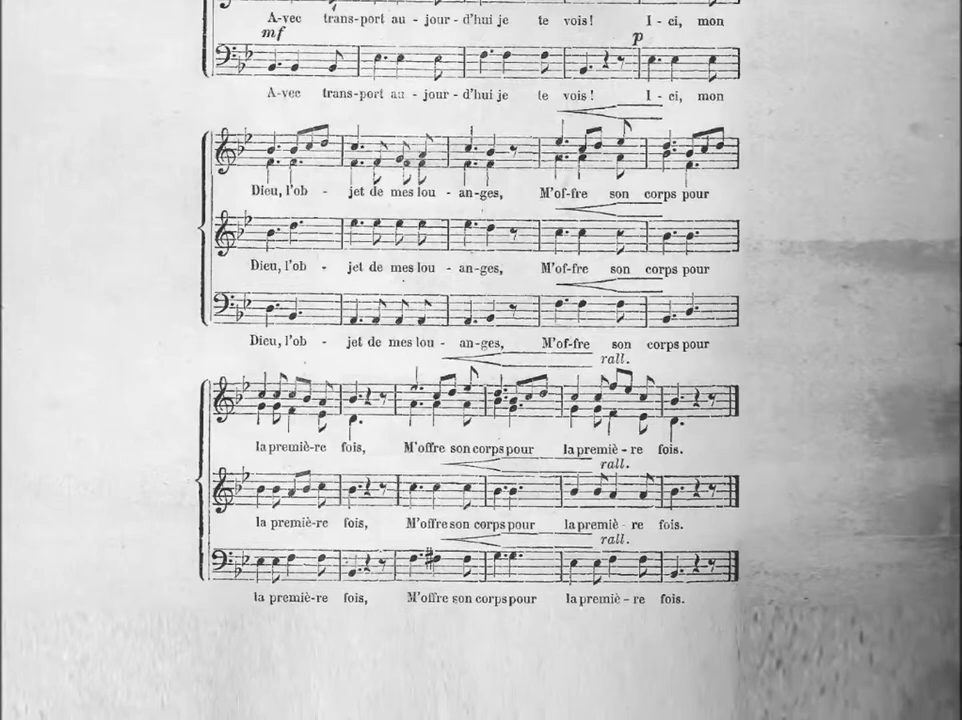 A-vec trans-port au - jour - d'hui je te vois! I - ci, mon
mf p
A-vec trans-port au - jour - d'hui je te vois! I - ci, mon
Dieu, l'ob - jet de mes lou - an-ges, M'of-fre son corps pour
Dieu, l'ob - jet de mes lou - an-ges, M'of-fre son corps pour
Dieu, l'ob - jet de mes lou - an-ges, M'of-fre son corps pour
rall.
la premiè-re fois, M'offre son corps pour la premiè - re fois.
rall.
la premiè-re fois, M'offre son corps pour la premiè - re fois.
rall.
la premiè-re fois, M'offre son corps pour la premiè - re fois.